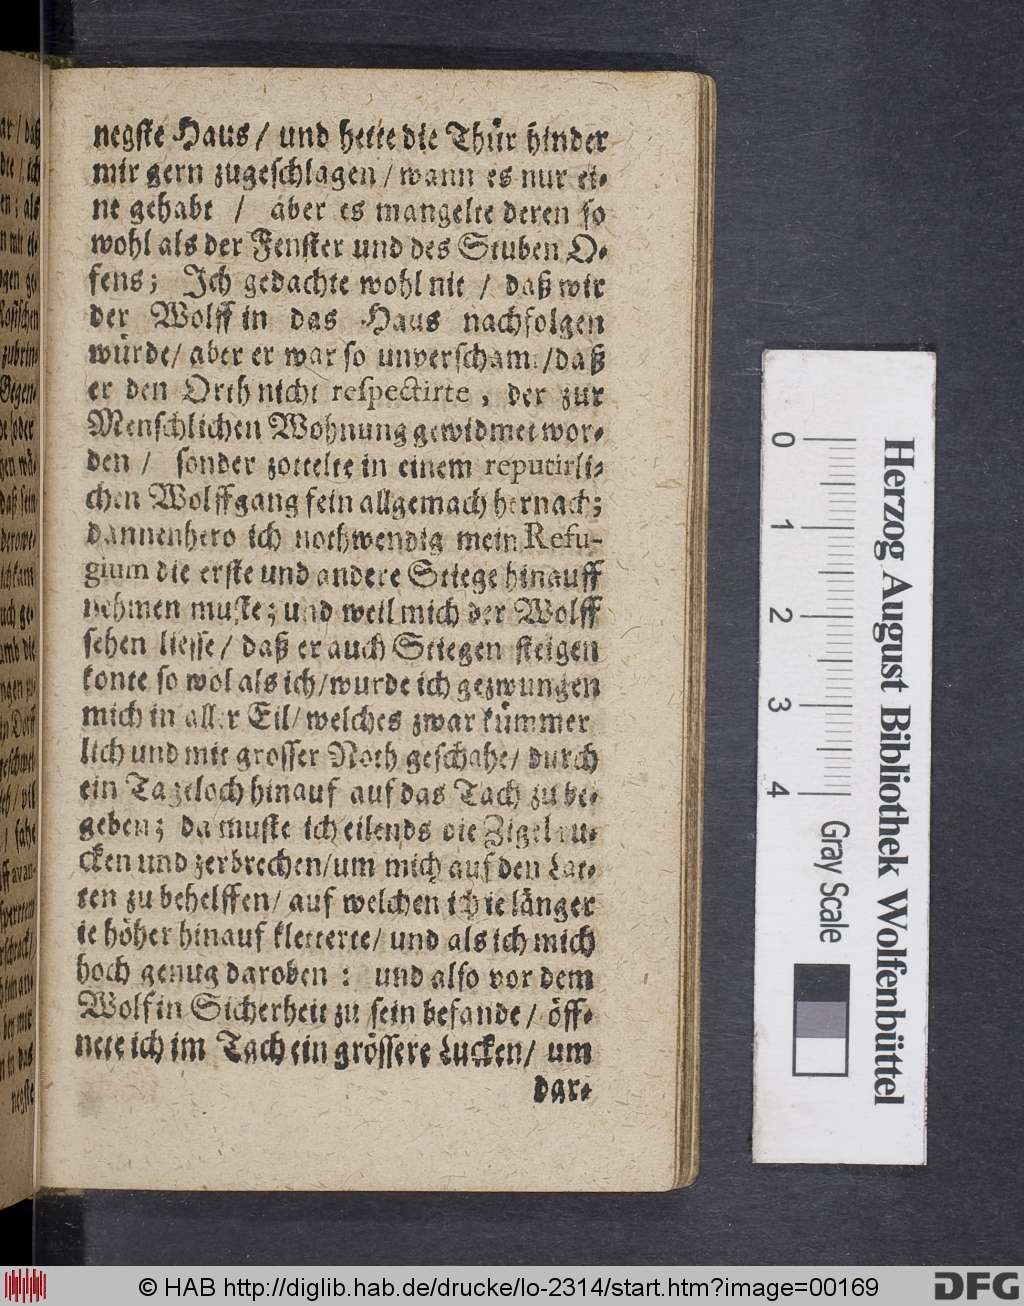 negste Haus / und hette die Thür hinder
mir gern zugeschlagen / wann es nur ei-
ne gehabt / aber es mangelte deren so
wohl als der Fenster und des Stuben O-
fens; Ich gedachte wohl nit / daß wir
der Wolff in das Haus nachfolgen
würde / aber er war so unverschamt / daß
er den Orth nicht respectirte, der zur
Menschlichen Wohnung gewidmet wor-
den / sonder zottelte in einem reputirli-
chen Wolffgang fein allgemach hernach;
dannenhero ich nothwendig mein Refu-
gium die erste und andere Stiege hinauff
nehmen muste; und weil mich der Wolff
sehen liesse / daß er auch Stiegen steigen
konte so wol als ich / wurde ich gezwungen
mich in aller Eil / welches zwar kümmer
lich und mit grosser Noth geschahe / durch
ein Tageloch hinauf auf das Tach zu be-
geben; da muste ich eilends die Zigel ru-
cken und zerbrechen / um mich auf den Lat-
ten zu behelffen / auf welchen ich ie länger
ie höher hinauf kletterte / und als ich mich
hoch genug daroben : und also vor dem
Wolf in Sicherheit zu sein befande / öff-
nete ich im Tach ein grössere Lucken / um
dar-
0 1 2 3 4
Gray Scale
Herzog August Bibliothek Wolfenbüttel
© HAB http://diglib.hab.de/drucke/lo-2314/start.htm?image=00169
DFG